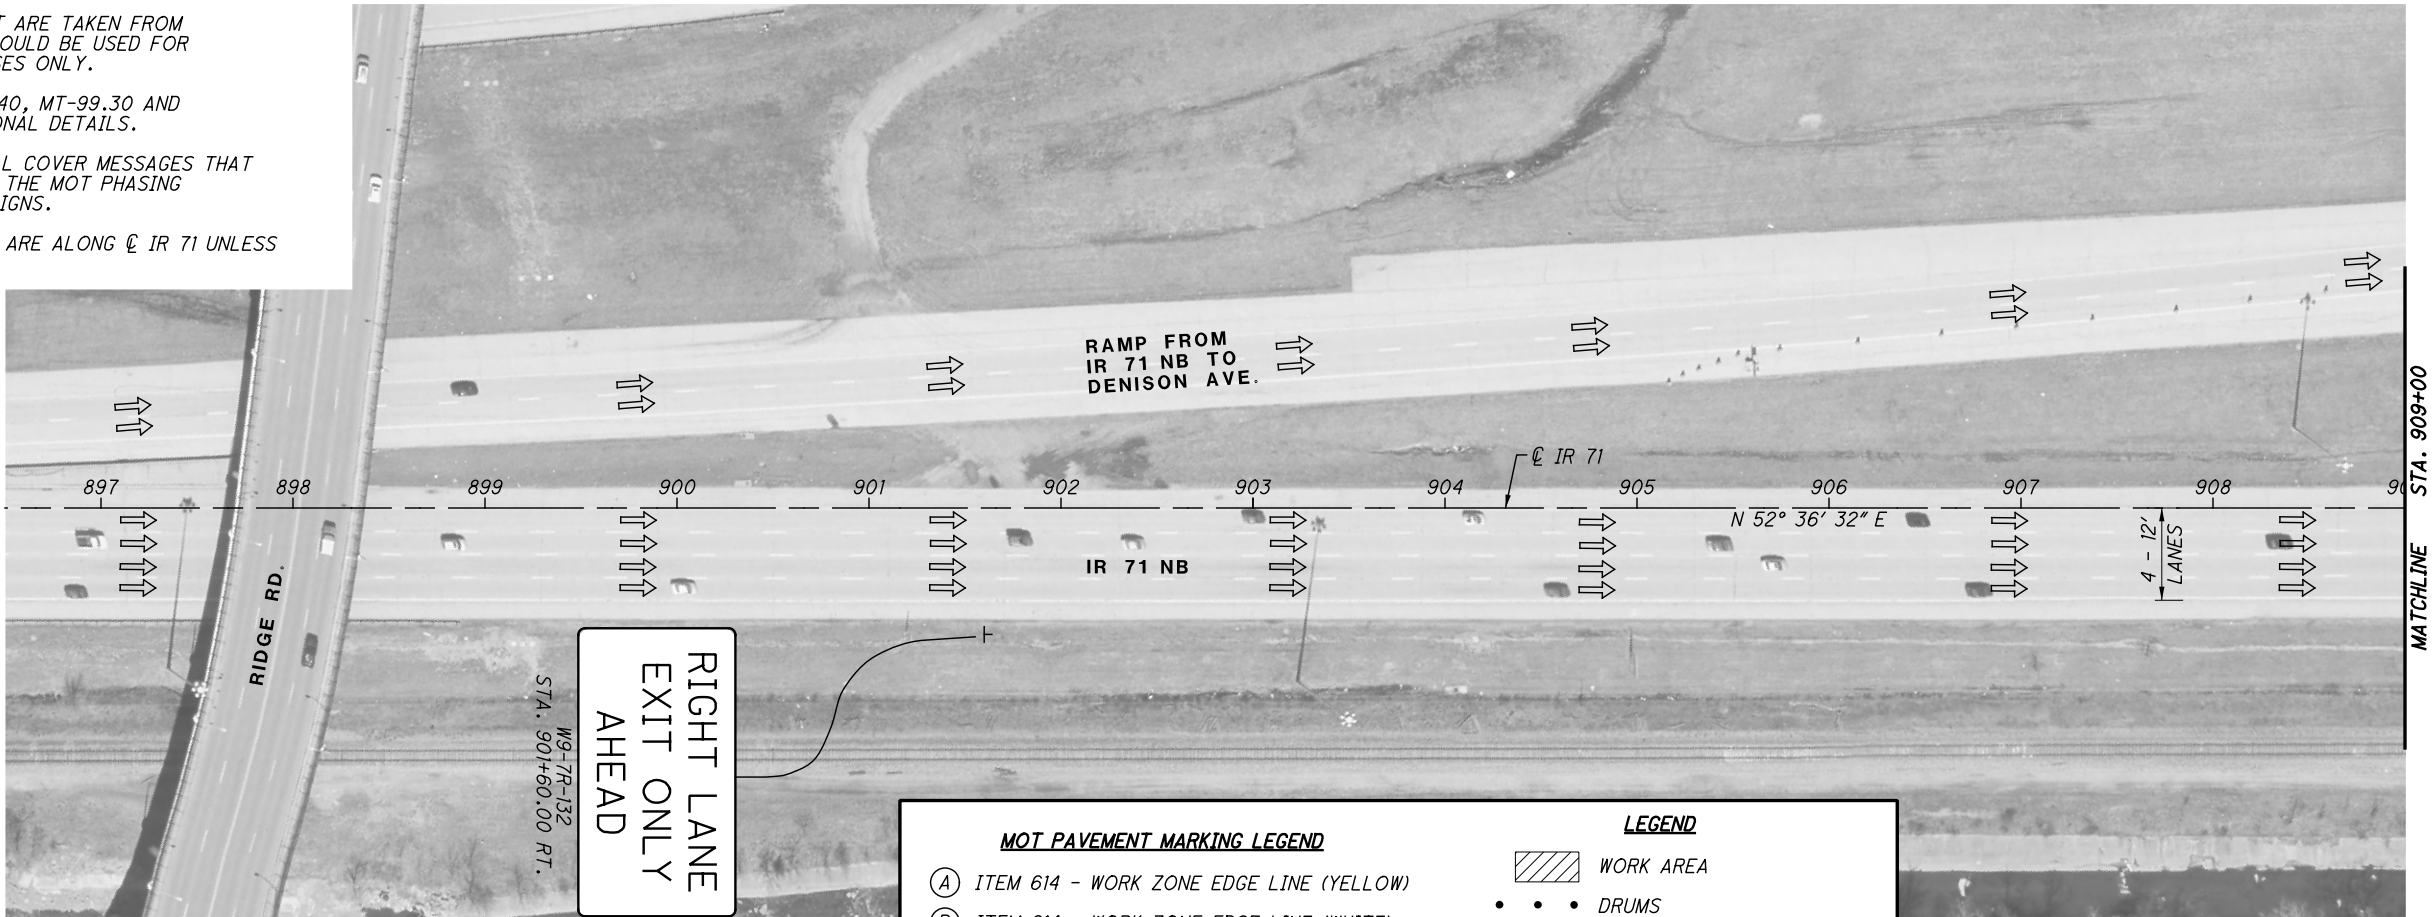 T ARE TAKEN FROM
OULD BE USED FOR
ES ONLY.
40, MT-99.30 AND
ONAL DETAILS.
L COVER MESSAGES THAT
THE MOT PHASING
IGNS.
ARE ALONG ℄ IR 71 UNLESS
RAMP FROM
IR 71 NB TO
DENISON AVE.
℄ IR 71
897 898 899 900 901 902 903 904 905 906 907 908 90
N 52° 36' 32" E
IR 71 NB
4 - 12'
LANES
MATCHLINE STA. 909+00
RIDGE RD.
RIGHT LANE
EXIT ONLY
AHEAD
W9-7R-132
STA. 901+60.00 RT.
MOT PAVEMENT MARKING LEGEND
A ITEM 614 - WORK ZONE EDGE LINE (YELLOW)
LEGEND
WORK AREA
DRUMS